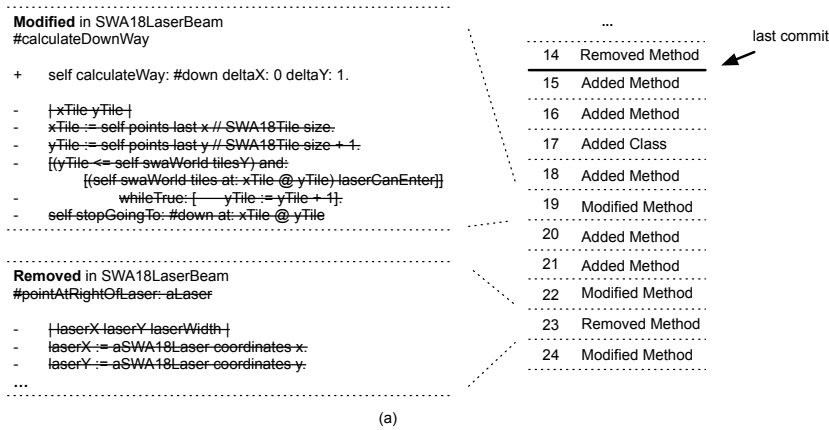 Modified in SWA18LaserBeam
#calculateDownWay
+ self calculateWay: #down deltaX: 0 deltaY: 1.
- | xTile yTile |
- xTile := self points last x // SWA18Tile size.
- yTile := self points last y // SWA18Tile size + 1.
- [(yTile <= self swaWorld tilesY) and:
[(self swaWorld tiles at: xTile @ yTile) laserCanEnter]]
- whileTrue: [ yTile := yTile + 1].
- self stopGoingTo: #down at: xTile @ yTile
Removed in SWA18LaserBeam
#pointAtRightOfLaser: aLaser
- | laserX laserY laserWidth |
- laserX := aSWA18Laser coordinates x.
- laserY := aSWA18Laser coordinates y.
...
...
last commit
14 Removed Method
15 Added Method
16 Added Method
17 Added Class
18 Added Method
19 Modified Method
20 Added Method
21 Added Method
22 Modified Method
23 Removed Method
24 Modified Method
(a)